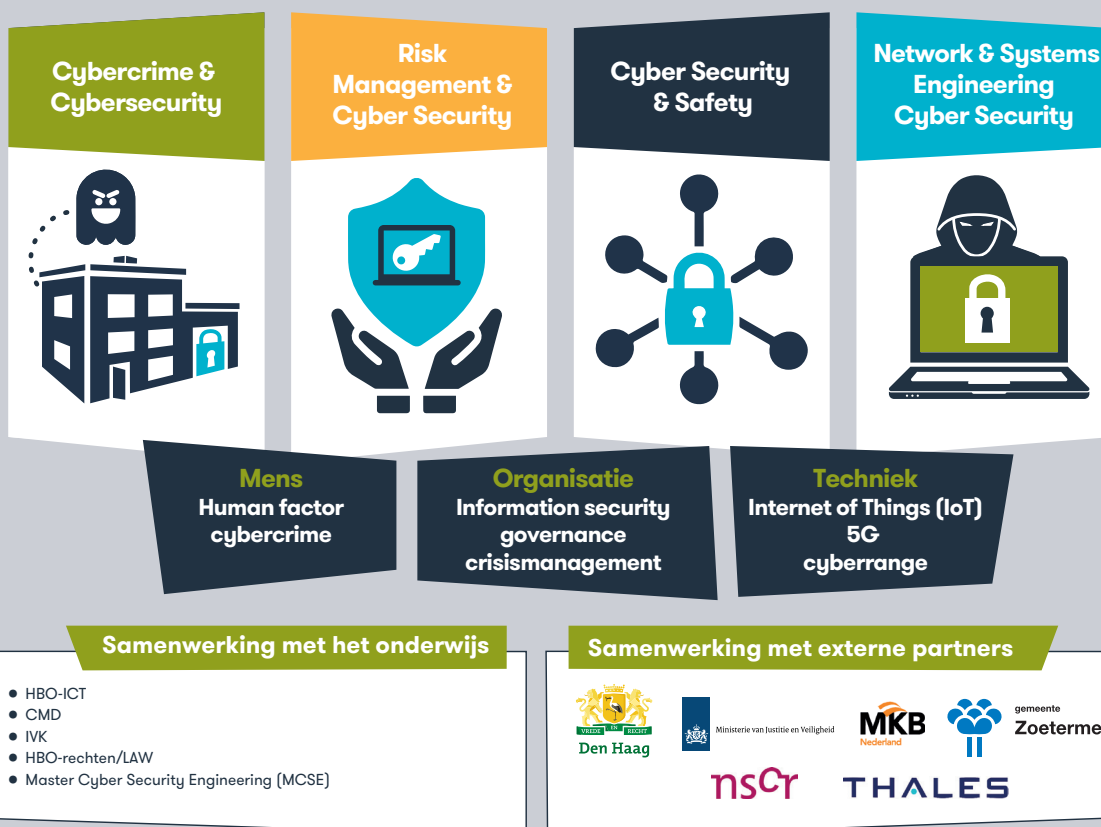 Cybercrime &
Cybersecurity
Risk
Management &
Cyber Security
Cyber Security
& Safety
Network & Systems
Engineering
Cyber Security
Mens
Human factor
cybercrime
Organisatie
Information security
governance
crisismanagement
Techniek
Internet of Things (IoT)
5G
cyberrange
Samenwerking met het onderwijs
• HBO-ICT
• CMD
• IVK
• HBO-rechten/LAW
• Master Cyber Security Engineering (MCSE)
Samenwerking met externe partners
VREDE EN RECHT
Den Haag
Ministerie van Justitie en Veiligheid
MKB
Nederland
gemeente
Zoeterme
nscr
THALES